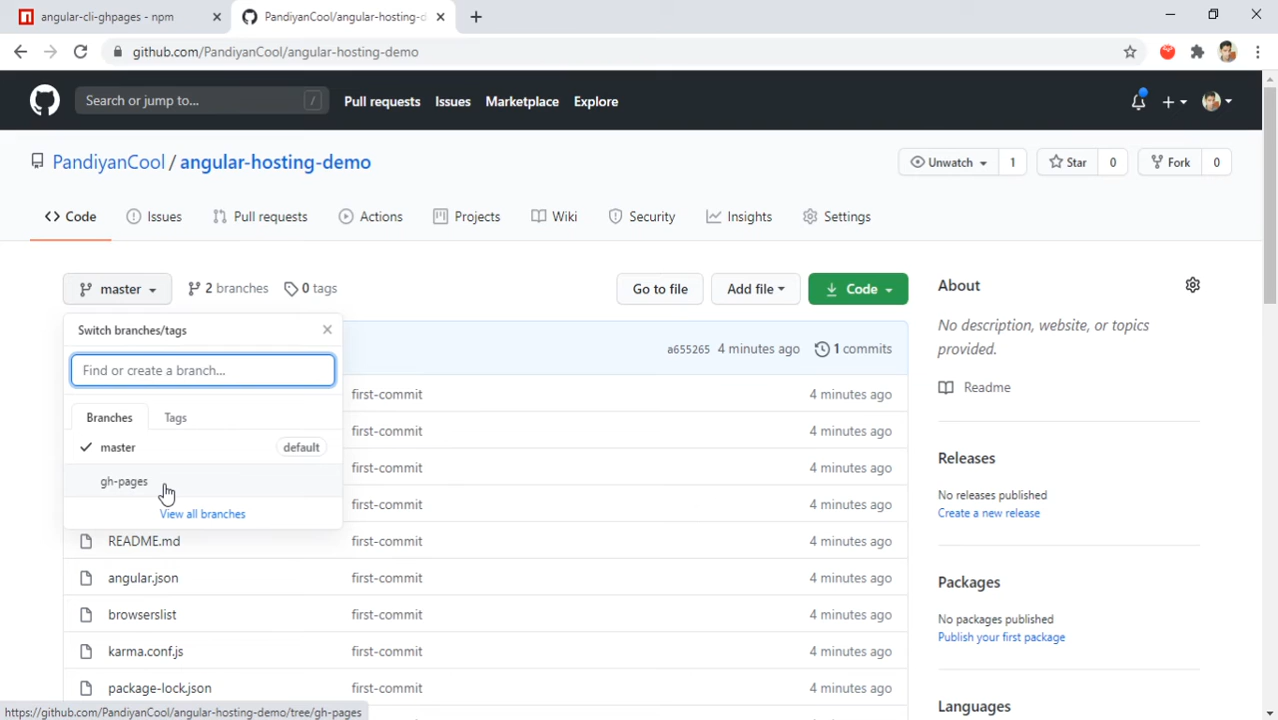 angular-cli-ghpages - npm
PandiyanCool/angular-hosting-d
github.com/PandiyanCool/angular-hosting-demo
Search or jump to... /
Pull requests Issues Marketplace Explore
PandiyanCool / angular-hosting-demo
Unwatch 1 Star 0 Fork 0
Code Issues Pull requests Actions Projects Wiki Security Insights Settings
master 2 branches 0 tags
Go to file Add file Code
Switch branches/tags
Find or create a branch...
Branches Tags
master default
gh-pages
View all branches
a655265 4 minutes ago 1 commits
first-commit 4 minutes ago
first-commit 4 minutes ago
first-commit 4 minutes ago
first-commit 4 minutes ago
README.md first-commit 4 minutes ago
angular.json first-commit 4 minutes ago
browserslist first-commit 4 minutes ago
karma.conf.js first-commit 4 minutes ago
package-lock.json first-commit 4 minutes ago
About
No description, website, or topics
provided.
Readme
Releases
No releases published
Create a new release
Packages
No packages published
Publish your first package
Languages
https://github.com/PandiyanCool/angular-hosting-demo/tree/gh-pages